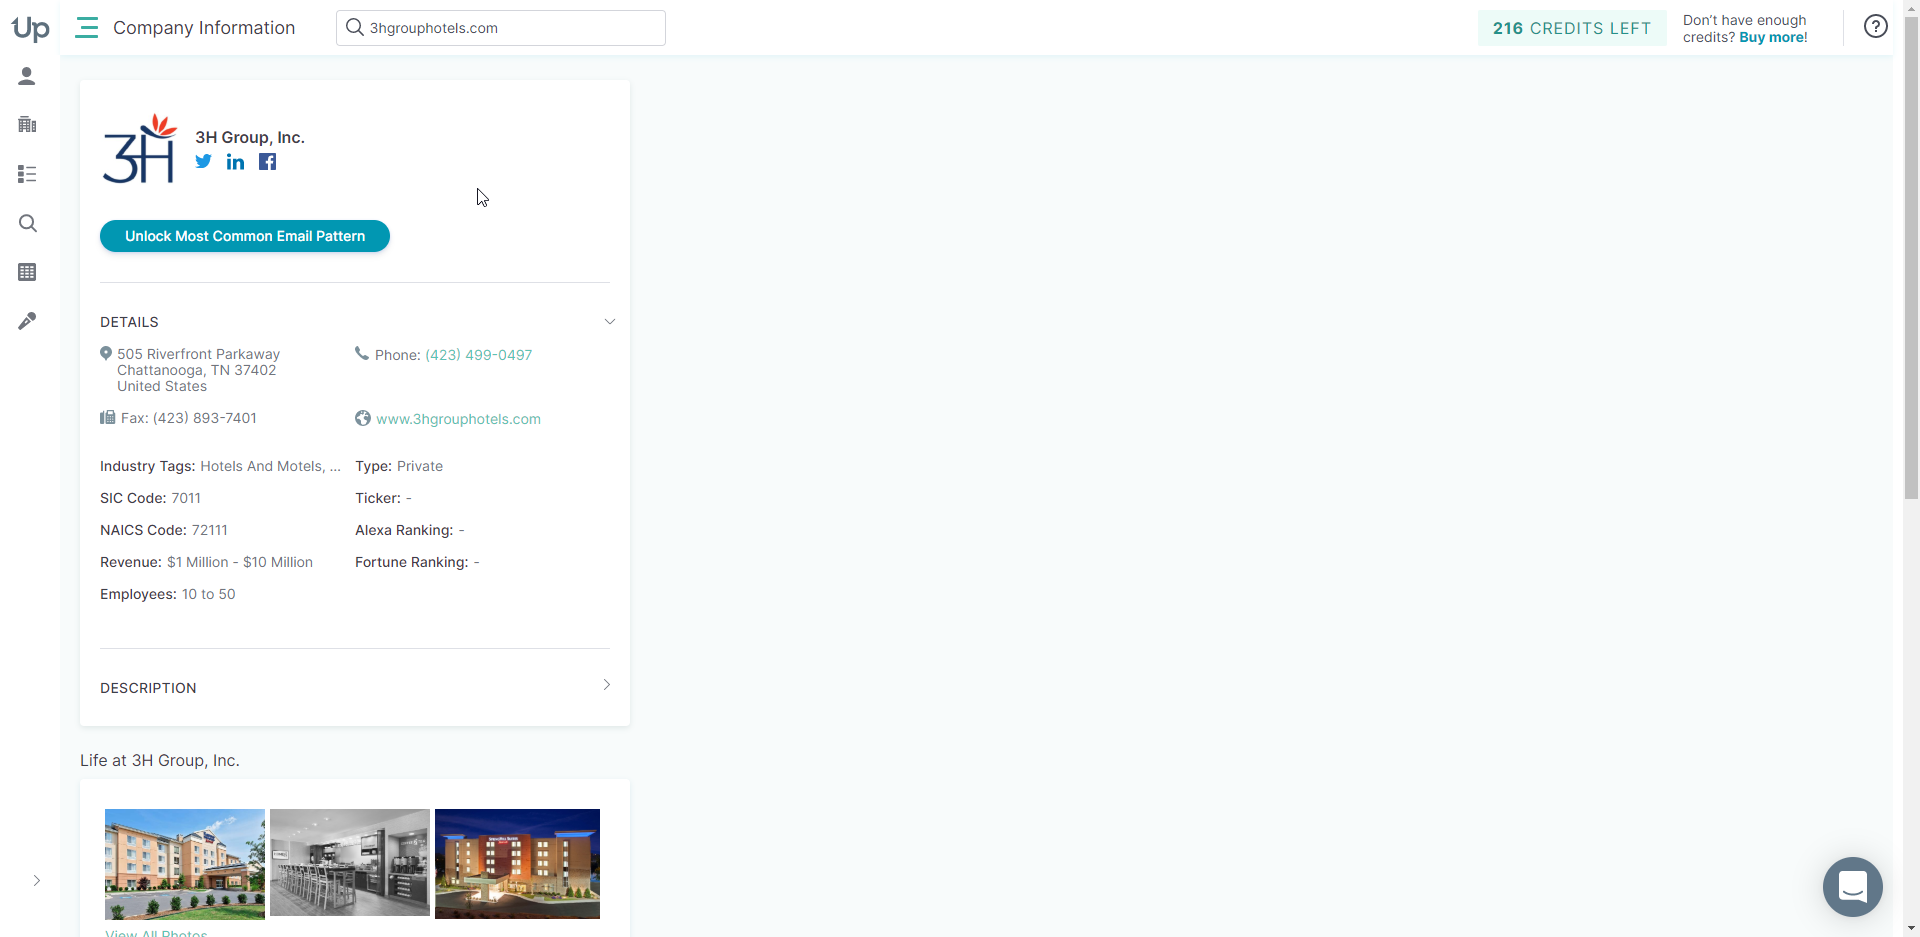 Up
Company Information
3hgrouphotels.com
216 CREDITS LEFT
Don't have enough
credits? Buy more!
3H
3H Group, Inc.
Unlock Most Common Email Pattern
DETAILS
505 Riverfront Parkaway
Chattanooga, TN 37402
United States
Phone: (423) 499-0497
Fax: (423) 893-7401
www.3hgrouphotels.com
Industry Tags: Hotels And Motels, ...
Type: Private
SIC Code: 7011
Ticker: -
NAICS Code: 72111
Alexa Ranking: -
Revenue: $1 Million - $10 Million
Fortune Ranking: -
Employees: 10 to 50
DESCRIPTION
Life at 3H Group, Inc.
View All Photos